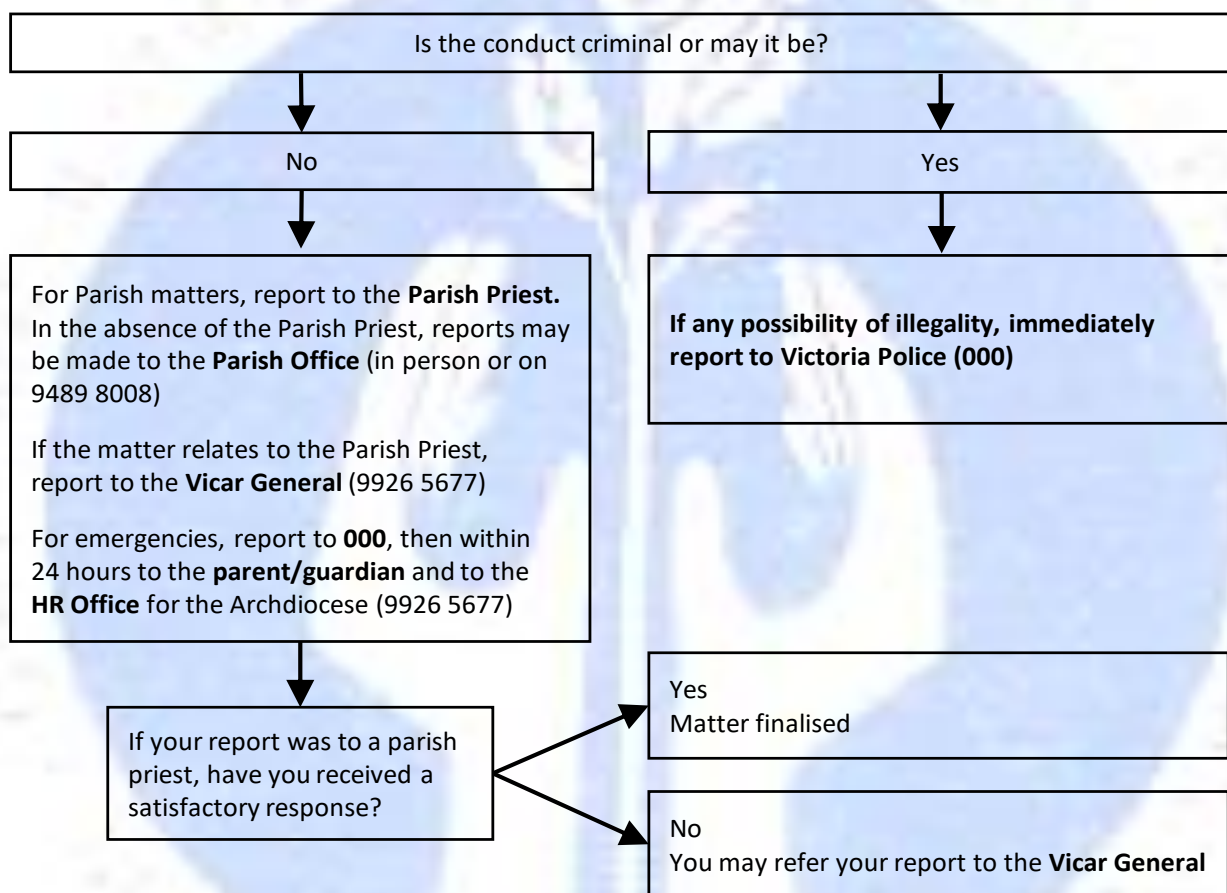 Is the conduct criminal or may it be?
No
Yes
For Parish matters, report to the Parish Priest.
In the absence of the Parish Priest, reports may
be made to the Parish Office (in person or on
9489 8008)
If the matter relates to the Parish Priest,
report to the Vicar General (9926 5677)
For emergencies, report to 000, then within
24 hours to the parent/guardian and to the
HR Office for the Archdiocese (9926 5677)
If any possibility of illegality, immediately
report to Victoria Police (000)
If your report was to a parish
priest, have you received a
satisfactory response?
Yes
Matter finalised
No
You may refer your report to the Vicar General